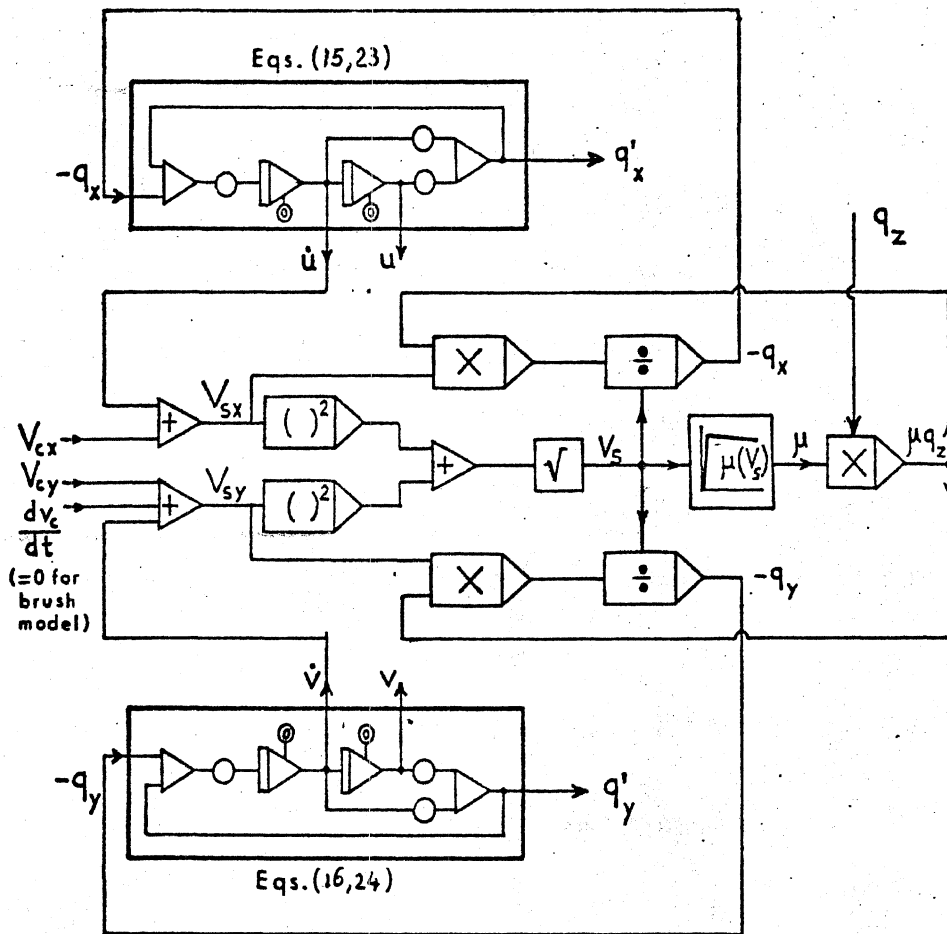 Eqs. (15,23)
-q_x
q'_x
u̇
u
q_z
×
÷
-q_x
V_sx
( )²
V_cx
+
+
√
V_s
μ(V_s)
μ
×
μq_z
V_cy
+
V_sy
( )²
dv_c
dt
(=0 for
brush
model)
×
÷
-q_y
v̇
v
-q_y
q'_y
Eqs. (16,24)